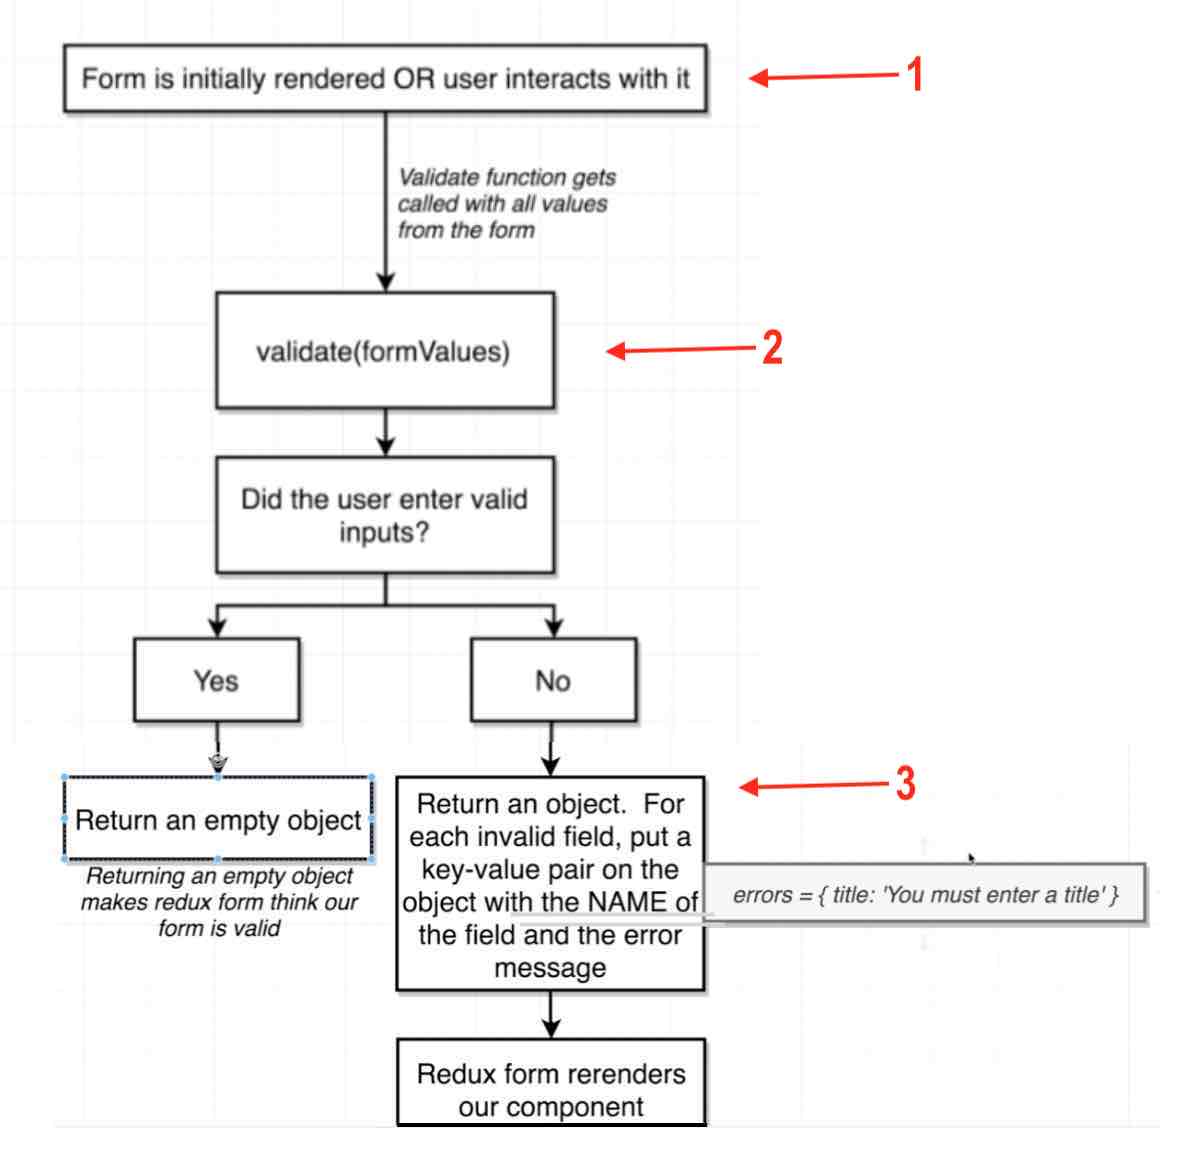 Form is initially rendered OR user interacts with it
1
Validate function gets
called with all values
from the form
validate(formValues)
2
Did the user enter valid
inputs?
Yes
No
Return an empty object
Returning an empty object
makes redux form think our
form is valid
Return an object. For
each invalid field, put a
key-value pair on the
object with the NAME of
the field and the error
message
3
errors = { title: 'You must enter a title' }
Redux form rerenders
our component